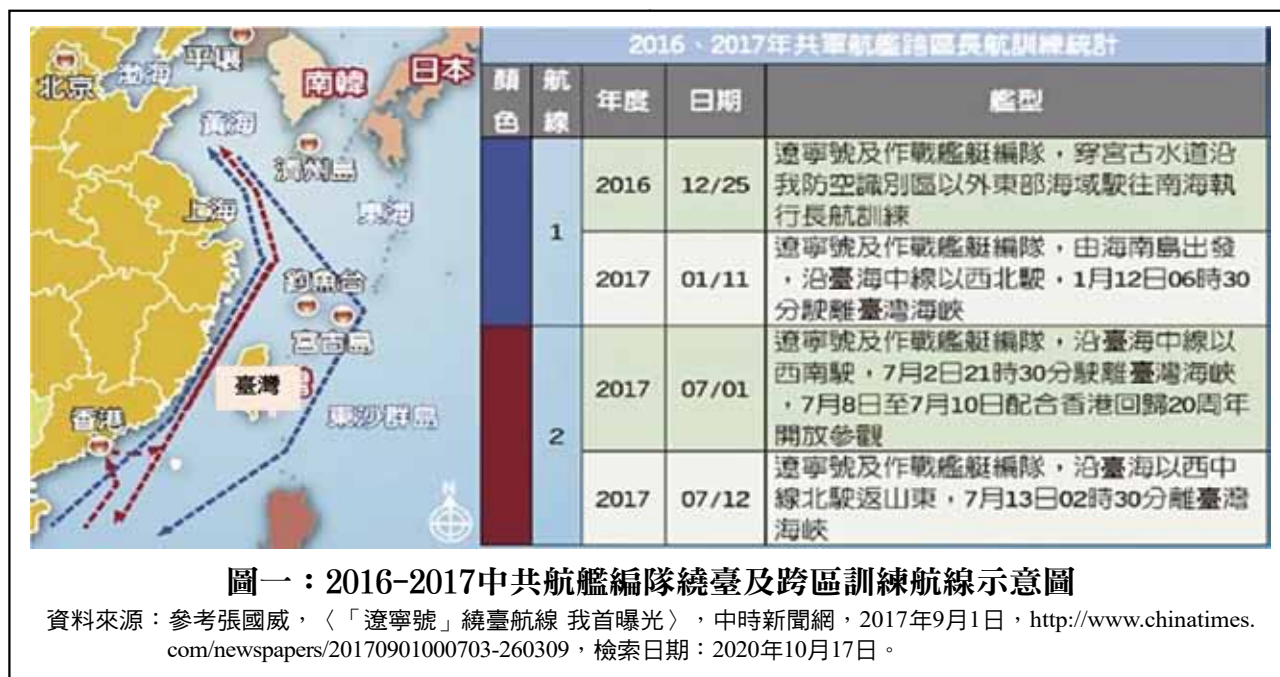 北京
渤海
平壤
南韓
日本
黃海
濟州島
上海
東海
釣魚台
宮古島
臺灣
香港
東沙群島
N
2016、2017年共軍航艦跨區長航訓練統計
顏色
航線
年度
日期
艦型
1
2016
12/25
遼寧號及作戰艦艇編隊,穿宮古水道沿
我防空識別區以外東部海域駛往南海執
行長航訓練
2017
01/11
遼寧號及作戰艦艇編隊,由海南島出發
,沿臺海中線以西北駛,1月12日06時30
分駛離臺灣海峽
2
2017
07/01
遼寧號及作戰艦艇編隊,沿臺海中線以
西南駛,7月2日21時30分駛離臺灣海峽
,7月8日至7月10日配合香港回歸20周年
開放參觀
2017
07/12
遼寧號及作戰艦艇編隊,沿臺海以西中
線北駛返山東,7月13日02時30分離臺灣
海峽
圖一:2016-2017中共航艦編隊繞臺及跨區訓練航線示意圖
資料來源:參考張國威,〈「遼寧號」繞臺航線 我首曝光〉,中時新聞網,2017年9月1日,http://www.chinatimes.
com/newspapers/20170901000703-260309,檢索日期:2020年10月17日。